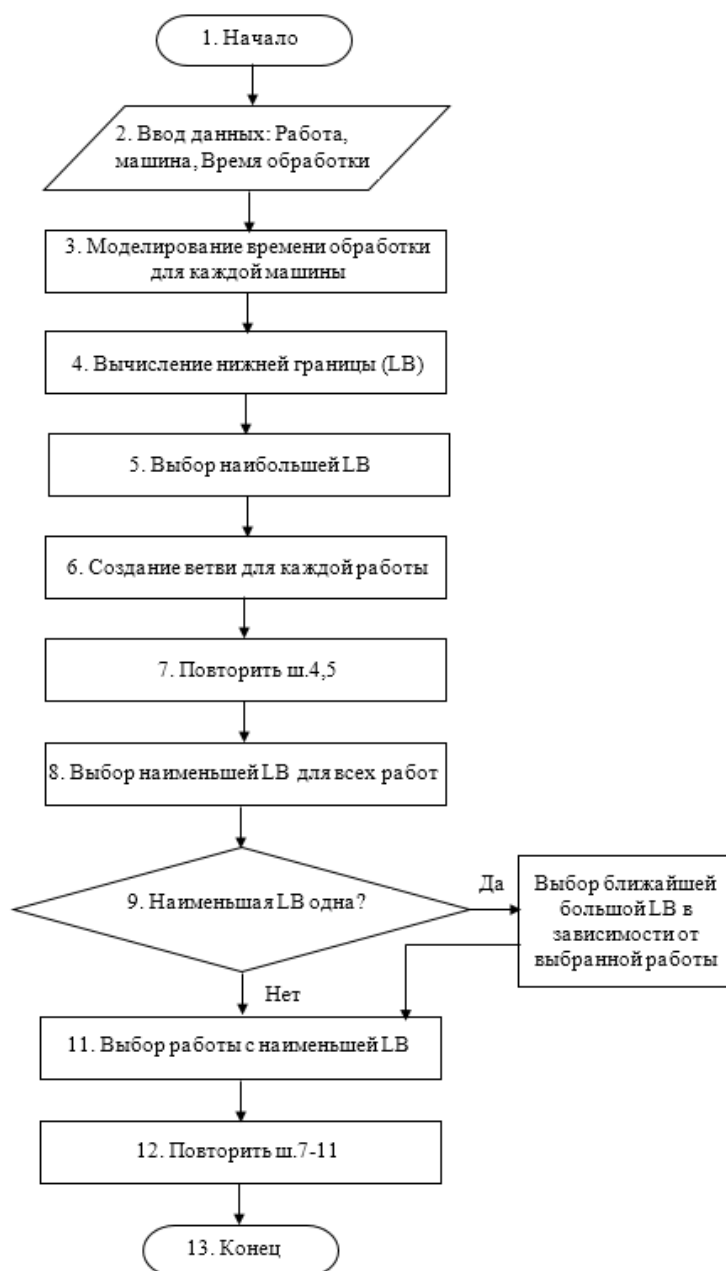 1. Начало
2. Ввод данных: Работа,
машина, Время обработки
3. Моделирование времени обработки
для каждой машины
4. Вычисление нижней границы (LB)
5. Выбор наибольшей LB
6. Создание ветви для каждой работы
7. Повторить ш.4,5
8. Выбор наименьшей LB для всех работ
9. Наименьшая LB одна?
Да
Выбор ближайшей
большой LB в
зависимости от
выбранной работы
Нет
11. Выбор работы с наименьшей LB
12. Повторить ш.7-11
13. Конец